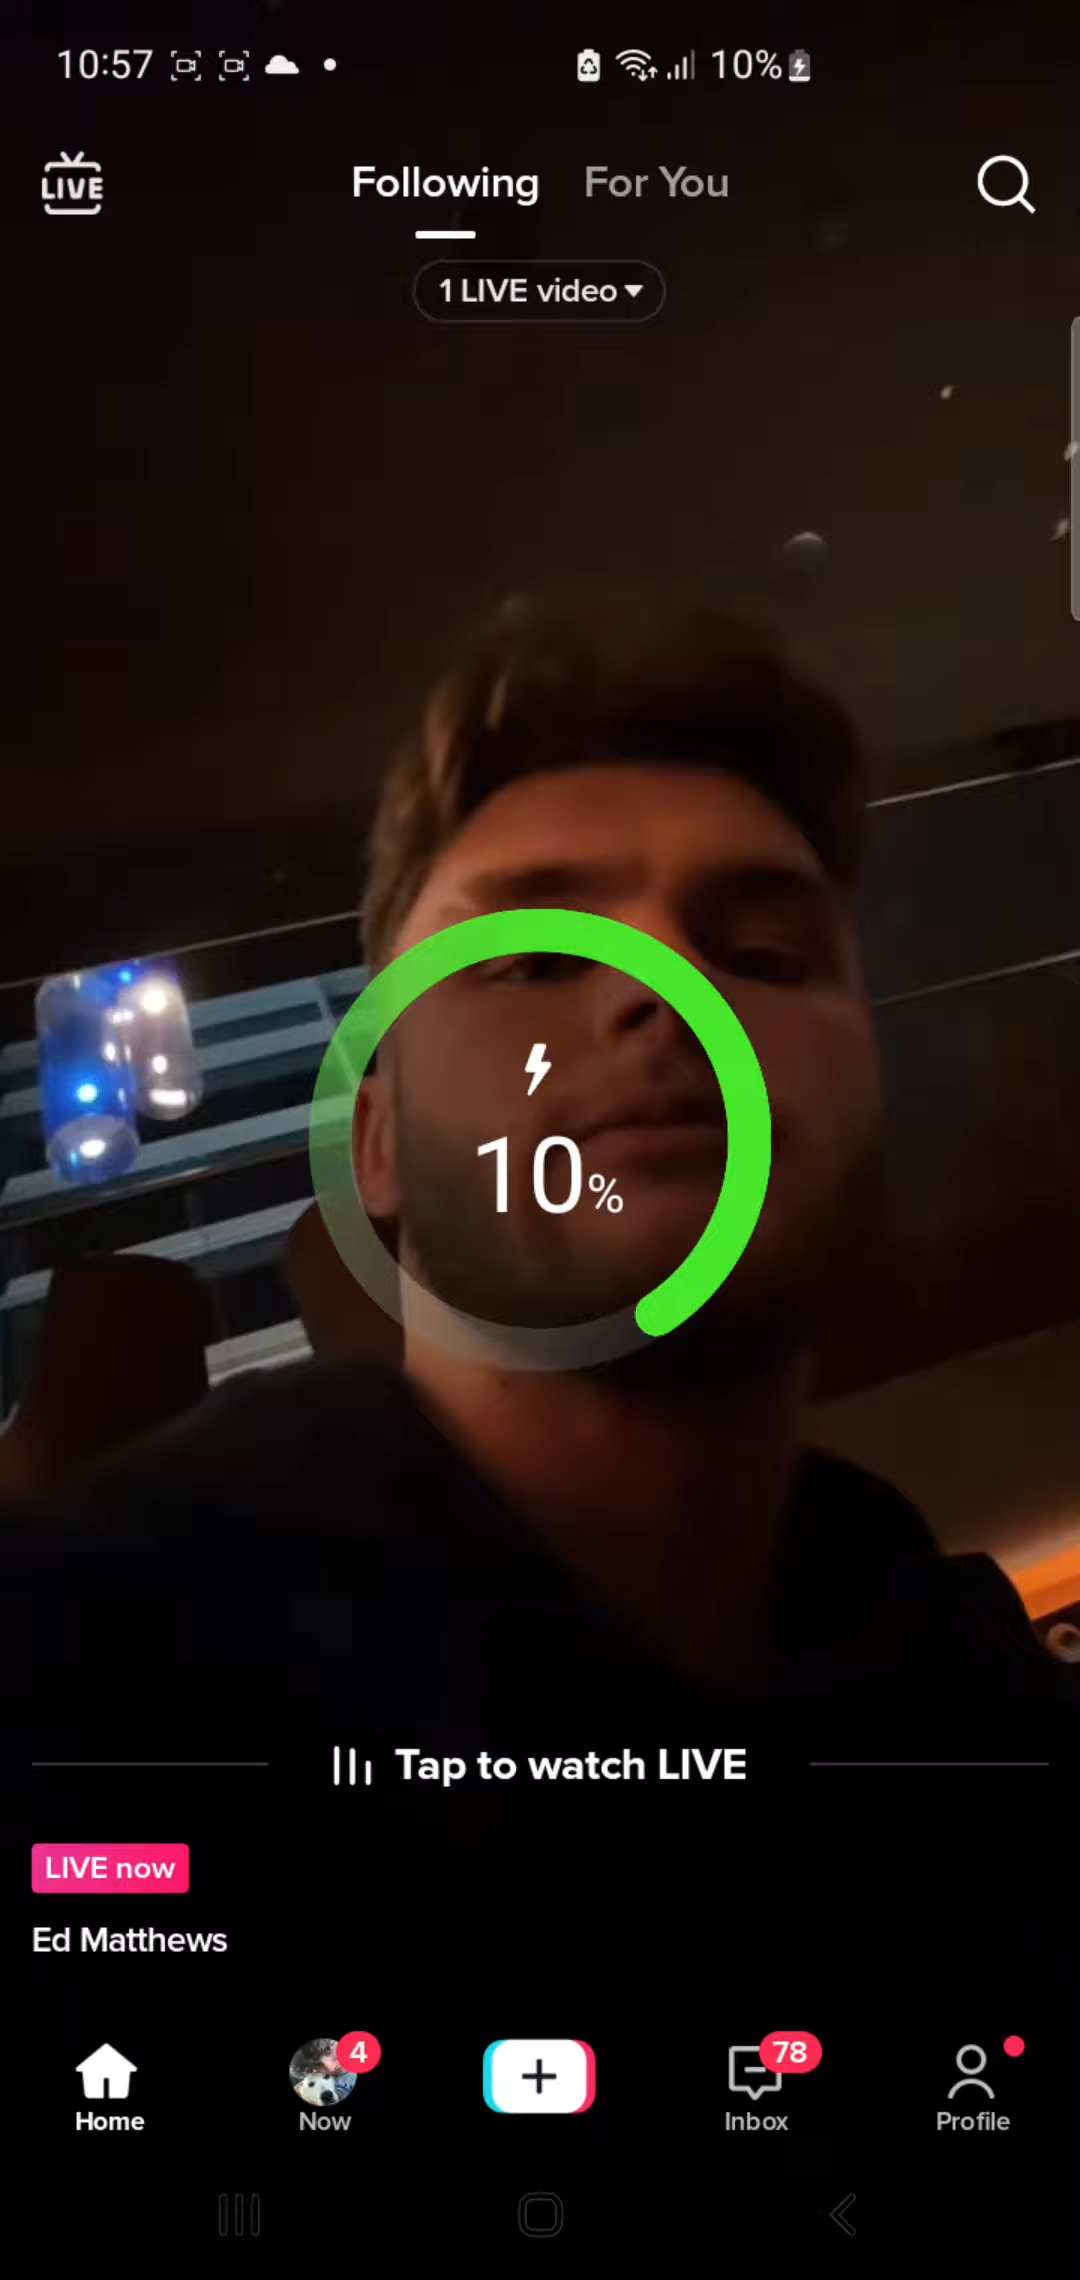 10:57 10%
LIVE Following For You
1 LIVE video
10%
Tap to watch LIVE
LIVE now
Ed Matthews
4 78
Home Now Inbox Profile